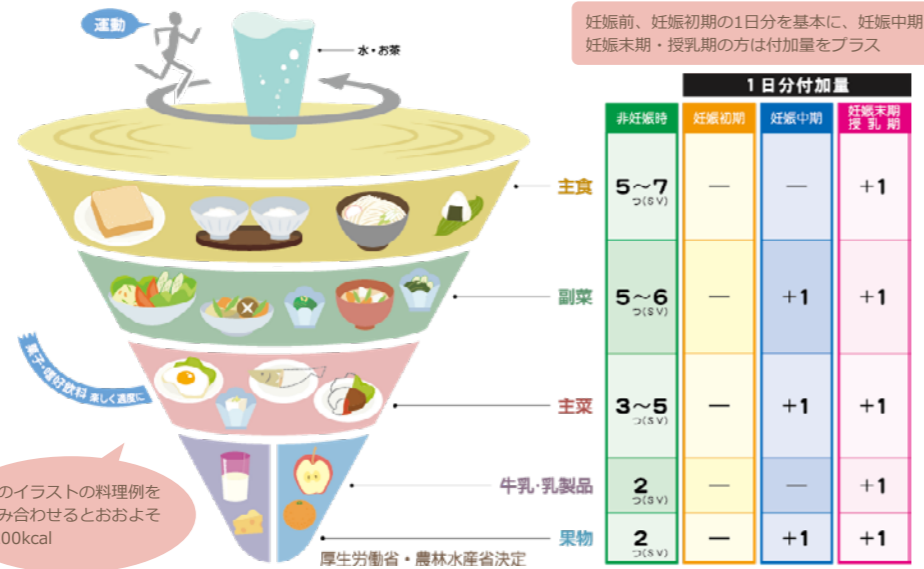 運動
水・お茶
妊娠前、妊娠初期の1日分を基本に、妊娠中期
妊娠末期・授乳期の方は付加量をプラス
1日分付加量
非妊娠時 妊娠初期 妊娠中期 妊娠末期
授乳期
主食 5～7 — — +1
つ(SV)
副菜 5～6 — +1 +1
つ(SV)
主菜 3～5 — +1 +1
つ(SV)
牛乳・乳製品 2 — — +1
つ(SV)
果物 2 — +1 +1
つ(SV)
菓子・嗜好飲料 楽しく適度に
のイラストの料理例を
み合わせるとおおよそ
00kcal
厚生労働省・農林水産省決定